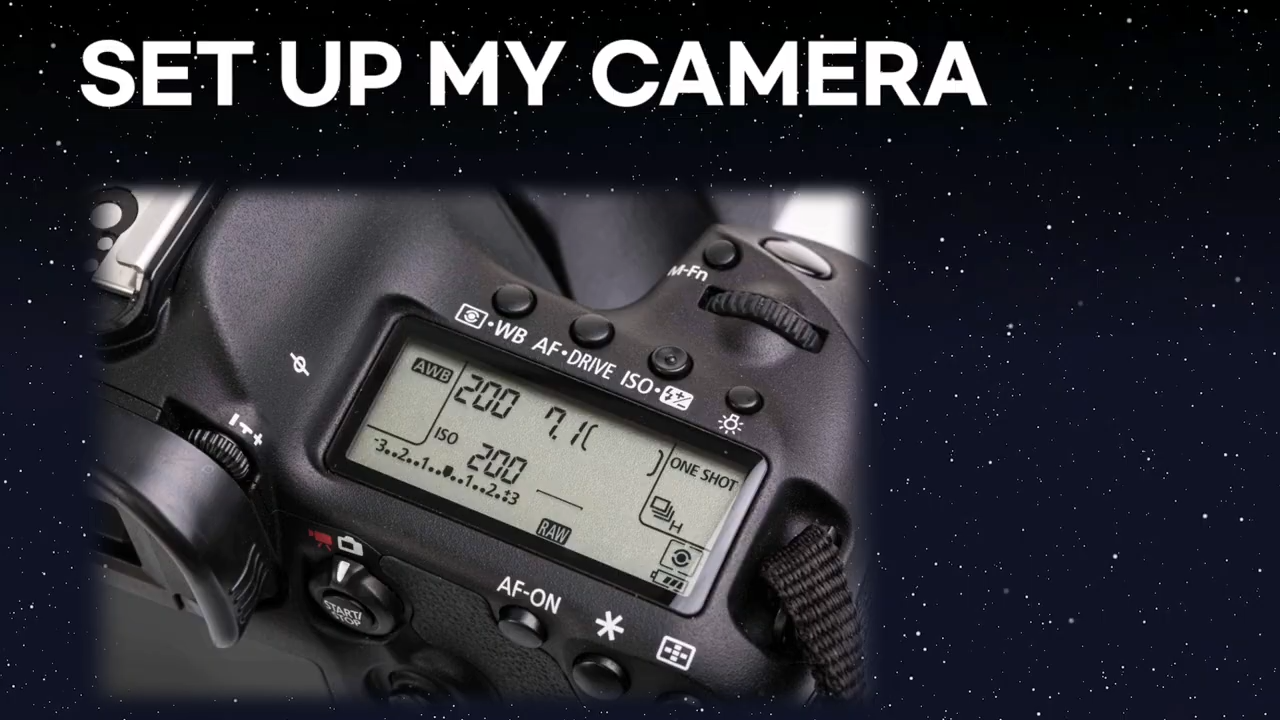 SET UP MY CAMERA
M-Fn
•WB AF•DRIVE ISO•
AWB
200 7.1
ISO 200
ONE SHOT
-3..2..1..▮..1..2..+3
H
RAW
START/
STOP
AF-ON